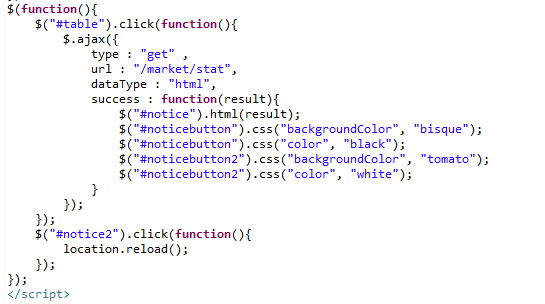 $(function(){
    $("#table").click(function(){
        $.ajax({
            type : "get" ,
            url : "/market/stat",
            dataType : "html",
            success : function(result){
                $("#notice").html(result);
                $("#noticebutton").css("backgroundColor", "bisque");
                $("#noticebutton").css("color", "black");
                $("#noticebutton2").css("backgroundColor", "tomato");
                $("#noticebutton2").css("color", "white");
            }
        });
    });
    $("#notice2").click(function(){
        location.reload();
    });
});
</script>